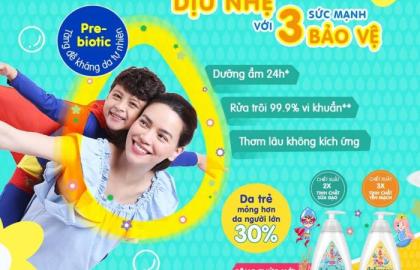 DỊU NHẸ
VỚI 3 SỨC MẠNH
BẢO VỆ
Pre-
biotic
Tăng đề kháng da tự nhiên
Dưỡng ẩm 24h*
Rửa trôi 99.9% vi khuẩn**
Thơm lâu không kích ứng
Da trẻ
mỏng hơn
da người lớn
30%
CHIẾT XUẤT
2X
TINH CHẤT
SỮA GẠO
CHIẾT XUẤT
3X
TINH CHẤT
YẾN MẠCH